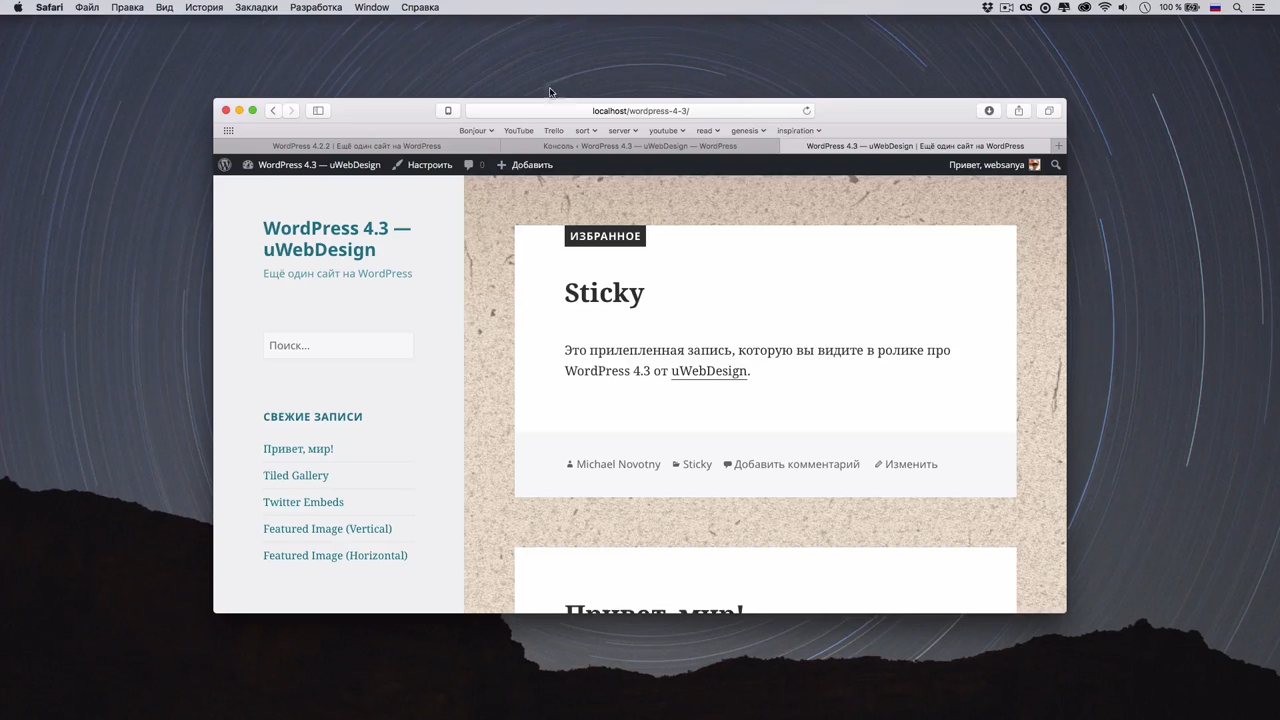 Safari Файл Правка Вид История Закладки Разработка Window Справка 100 %
localhost/wordpress-4-3/
Bonjour YouTube Trello sort server youtube read genesis inspiration
WordPress 4.2.2 | Ещё один сайт на WordPress Консоль ‹ WordPress 4.3 — uWebDesign — WordPress WordPress 4.3 — uWebDesign | Ещё один сайт на WordPress
WordPress 4.3 — uWebDesign Настроить 0 Добавить Привет, websanya
WordPress 4.3 —
uWebDesign
Ещё один сайт на WordPress
Поиск…
СВЕЖИЕ ЗАПИСИ
Привет, мир!
Tiled Gallery
Twitter Embeds
Featured Image (Vertical)
Featured Image (Horizontal)
ИЗБРАННОЕ
Sticky
Это прилепленная запись, которую вы видите в ролике про
WordPress 4.3 от uWebDesign.
Michael Novotny Sticky Добавить комментарий Изменить
Привет, мир!